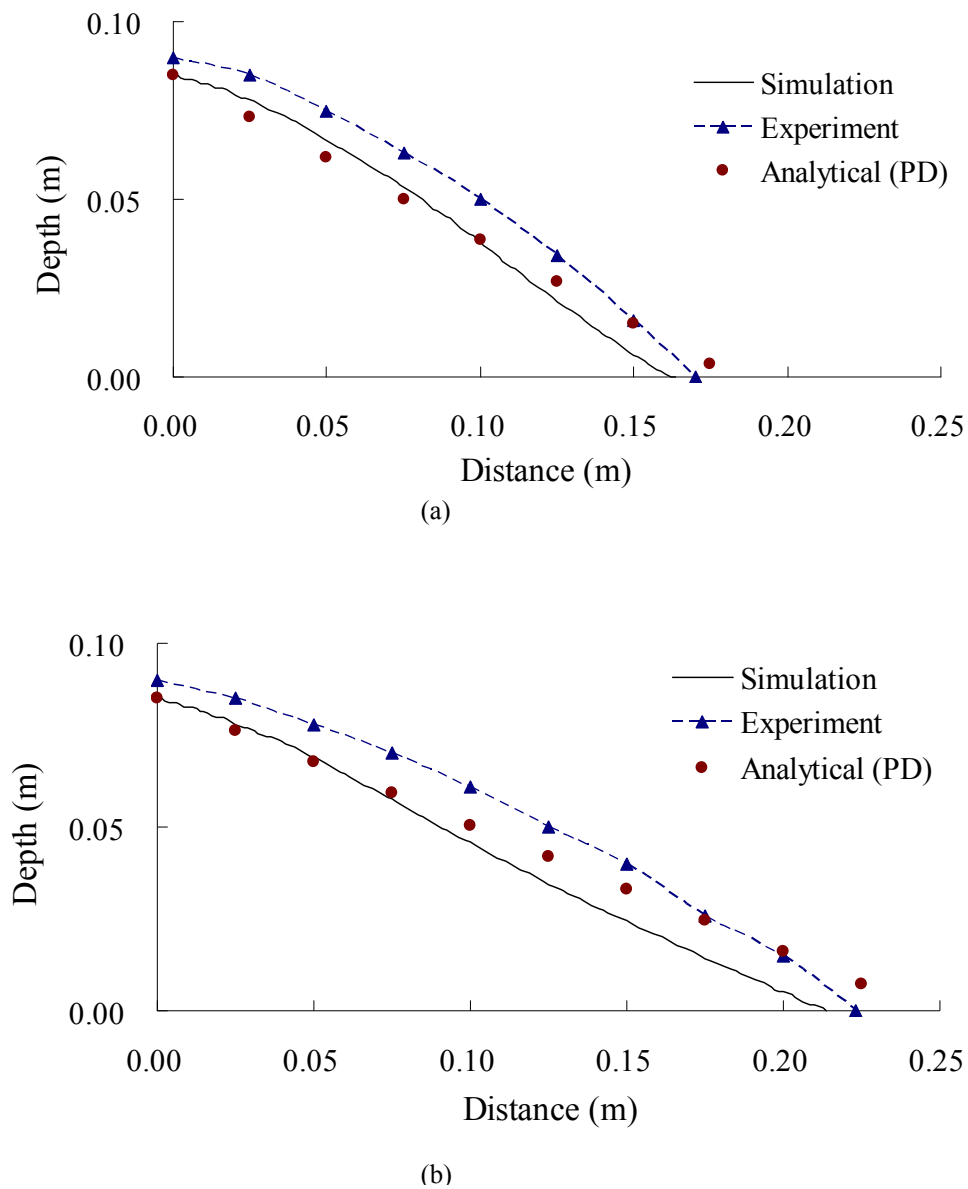 0.10
Simulation
Experiment
Analytical (PD)
0.05
Depth (m)
0.00
0.00 0.05 0.10 0.15 0.20 0.25
Distance (m)
(a)
0.10
Simulation
Experiment
Analytical (PD)
0.05
Depth (m)
0.00
0.00 0.05 0.10 0.15 0.20 0.25
Distance (m)
(b)